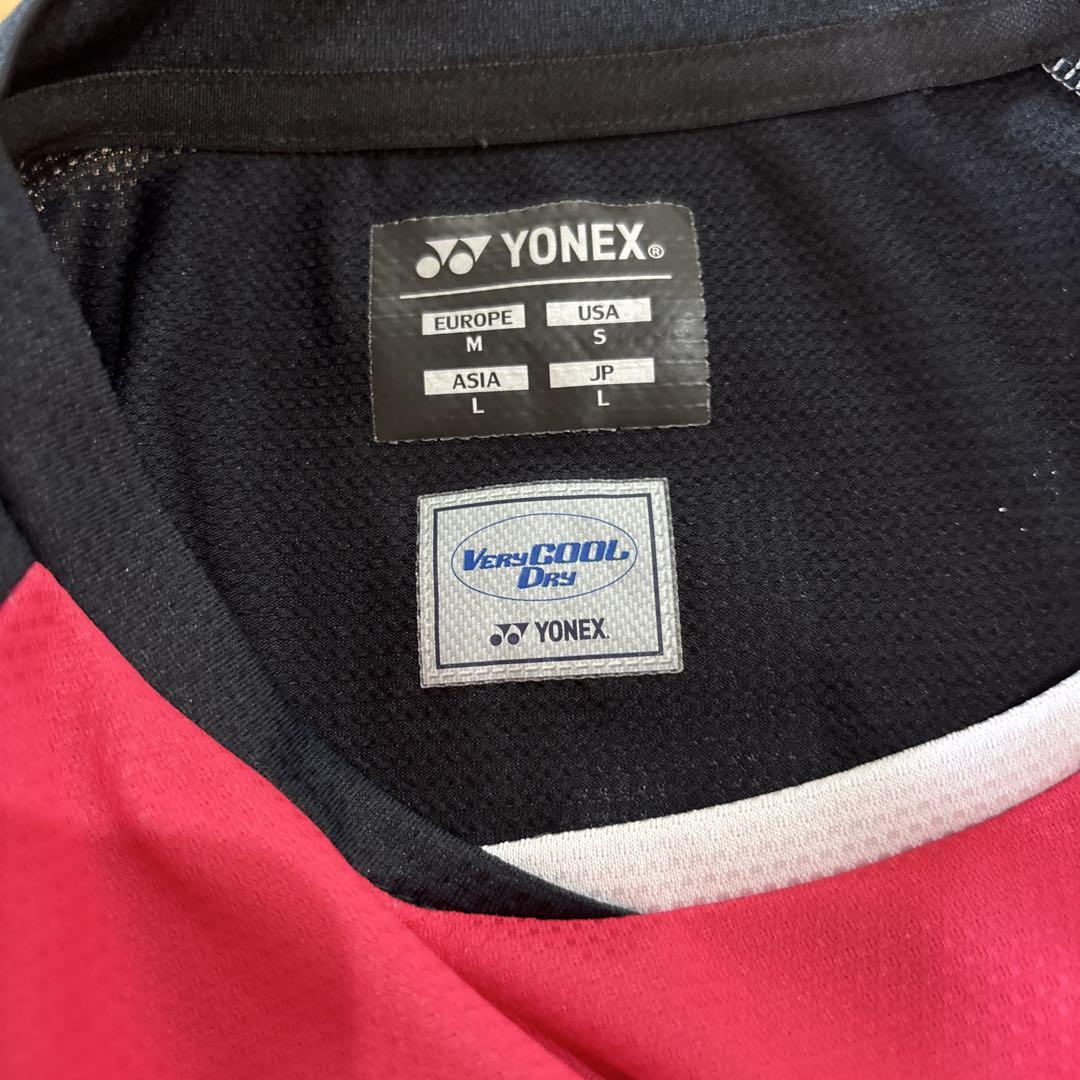 YONEX®
EUROPE USA
M S
ASIA JP
L L
VERY COOL
DRY
YONEX